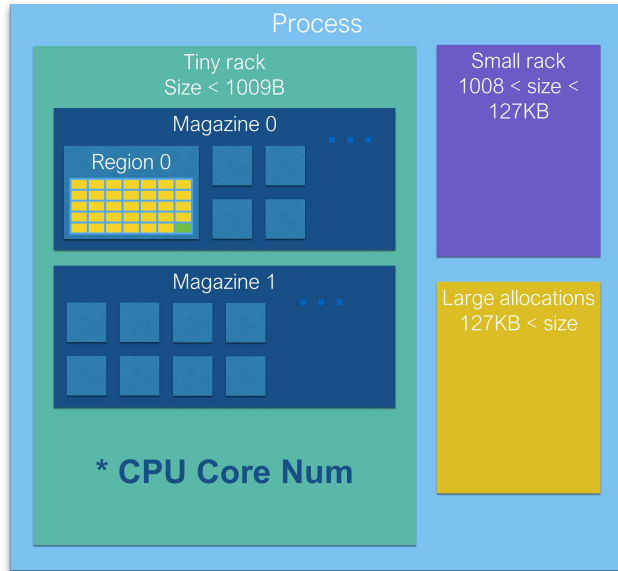 Process
Tiny rack
Size < 1009B
Magazine 0
...
Region 0
Magazine 1
...
* CPU Core Num
Small rack
1008 < size <
127KB
Large allocations
127KB < size